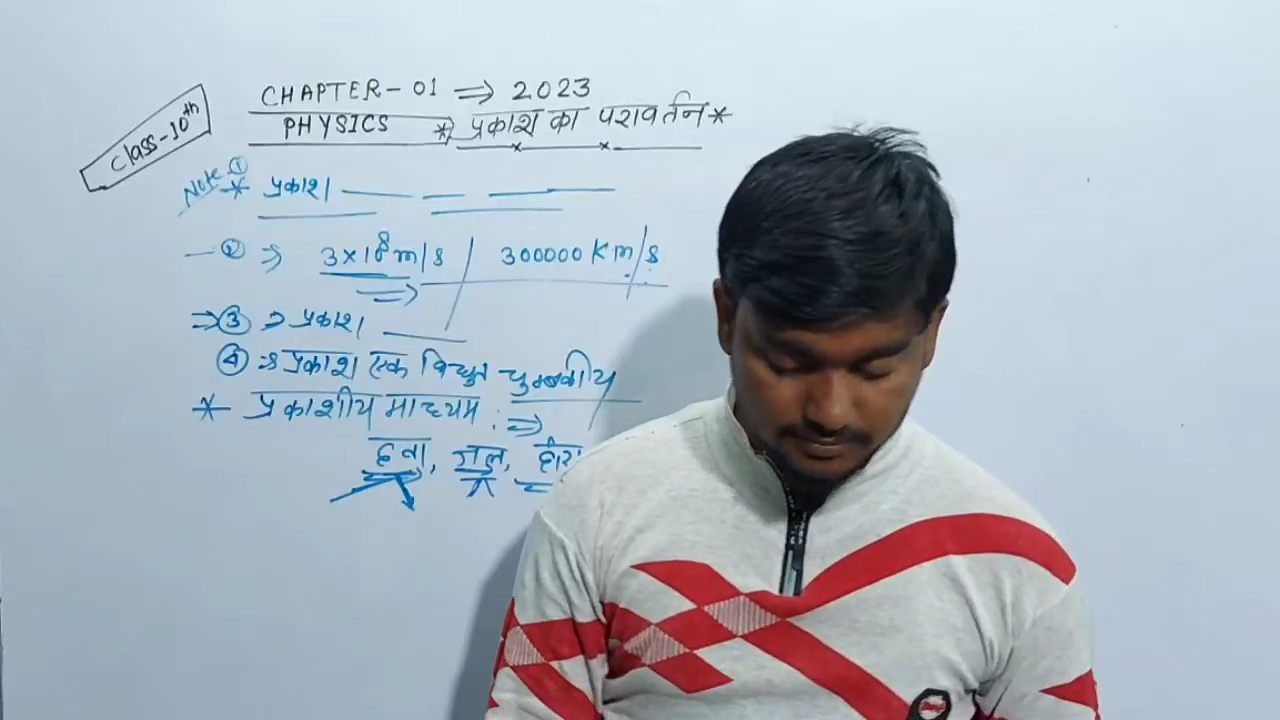 Class-10th
CHAPTER-01 ⇒ 2023
PHYSICS * प्रकाश का परावर्तन *
Note ①
* प्रकाश
② ⇒ 3×10⁸m/s | 300000 Km/s
⇒ ③ ⇒ प्रकाश
④ ⇒ प्रकाश एक विद्युत चुम्बकीय
* प्रकाशीय माध्यम : ⇒
हवा, जल,